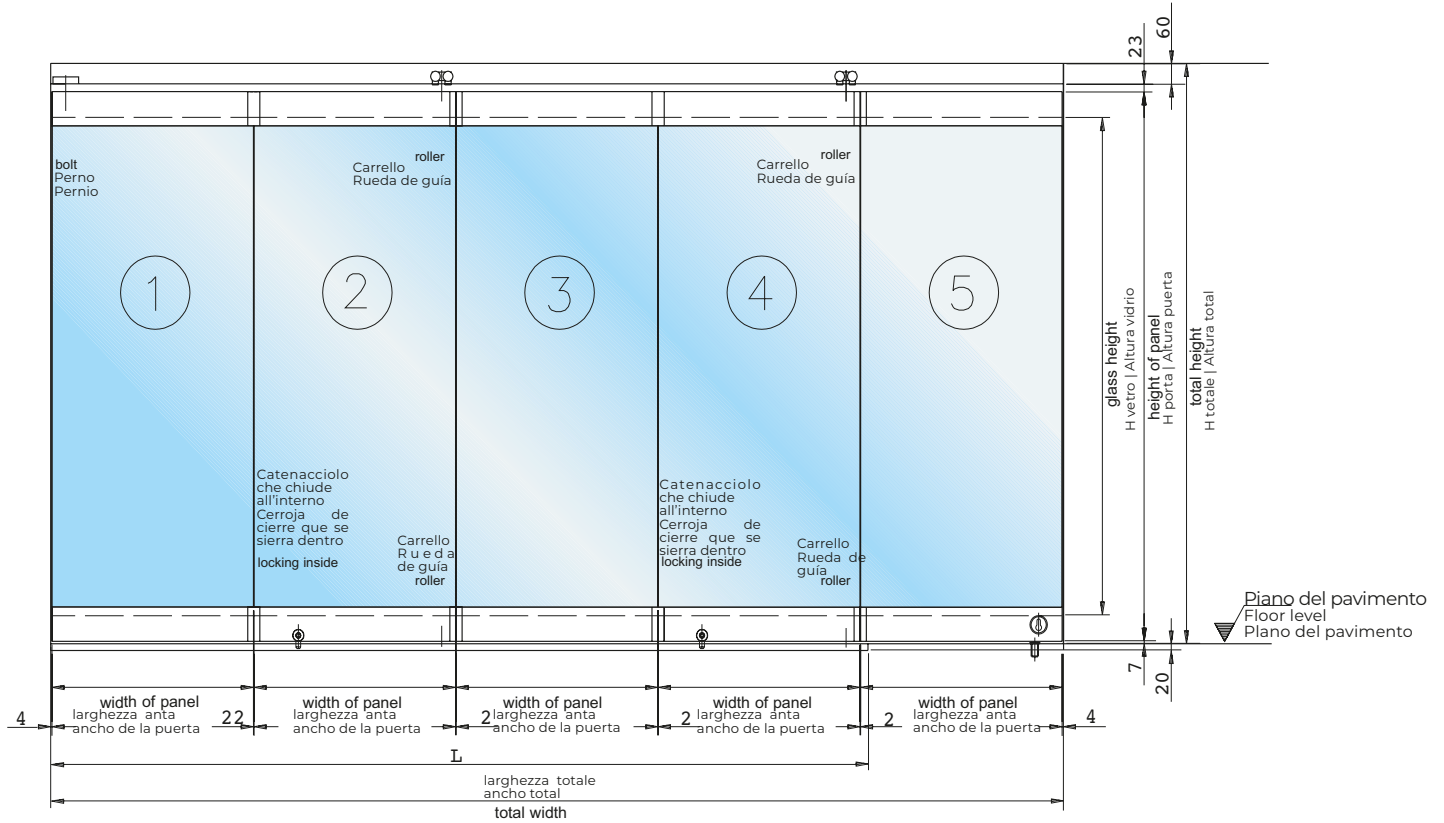 60
23
bolt
Perno
Pernio
roller
Carrello
Rueda de guía
roller
Carrello
Rueda de guía
1
2
3
4
5
glass height
H vetro | Altura vidrio
height of panel
H porta | Altura puerta
total height
H totale | Altura total
Catenacciolo
che chiude
all'interno
Cerroja de
cierre que se
sierra dentro
locking inside
Carrello
Rueda
de guía
roller
Catenacciolo
che chiude
all'interno
Cerroja de
cierre que se
sierra dentro
locking inside
Carrello
Rueda de
guía
roller
Piano del pavimento
Floor level
Plano del pavimento
7
20
width of panel
larghezza anta
ancho de la puerta
width of panel
larghezza anta
ancho de la puerta
width of panel
larghezza anta
ancho de la puerta
width of panel
larghezza anta
ancho de la puerta
width of panel
larghezza anta
ancho de la puerta
4
22
2
2
2
4
L
larghezza totale
ancho total
total width